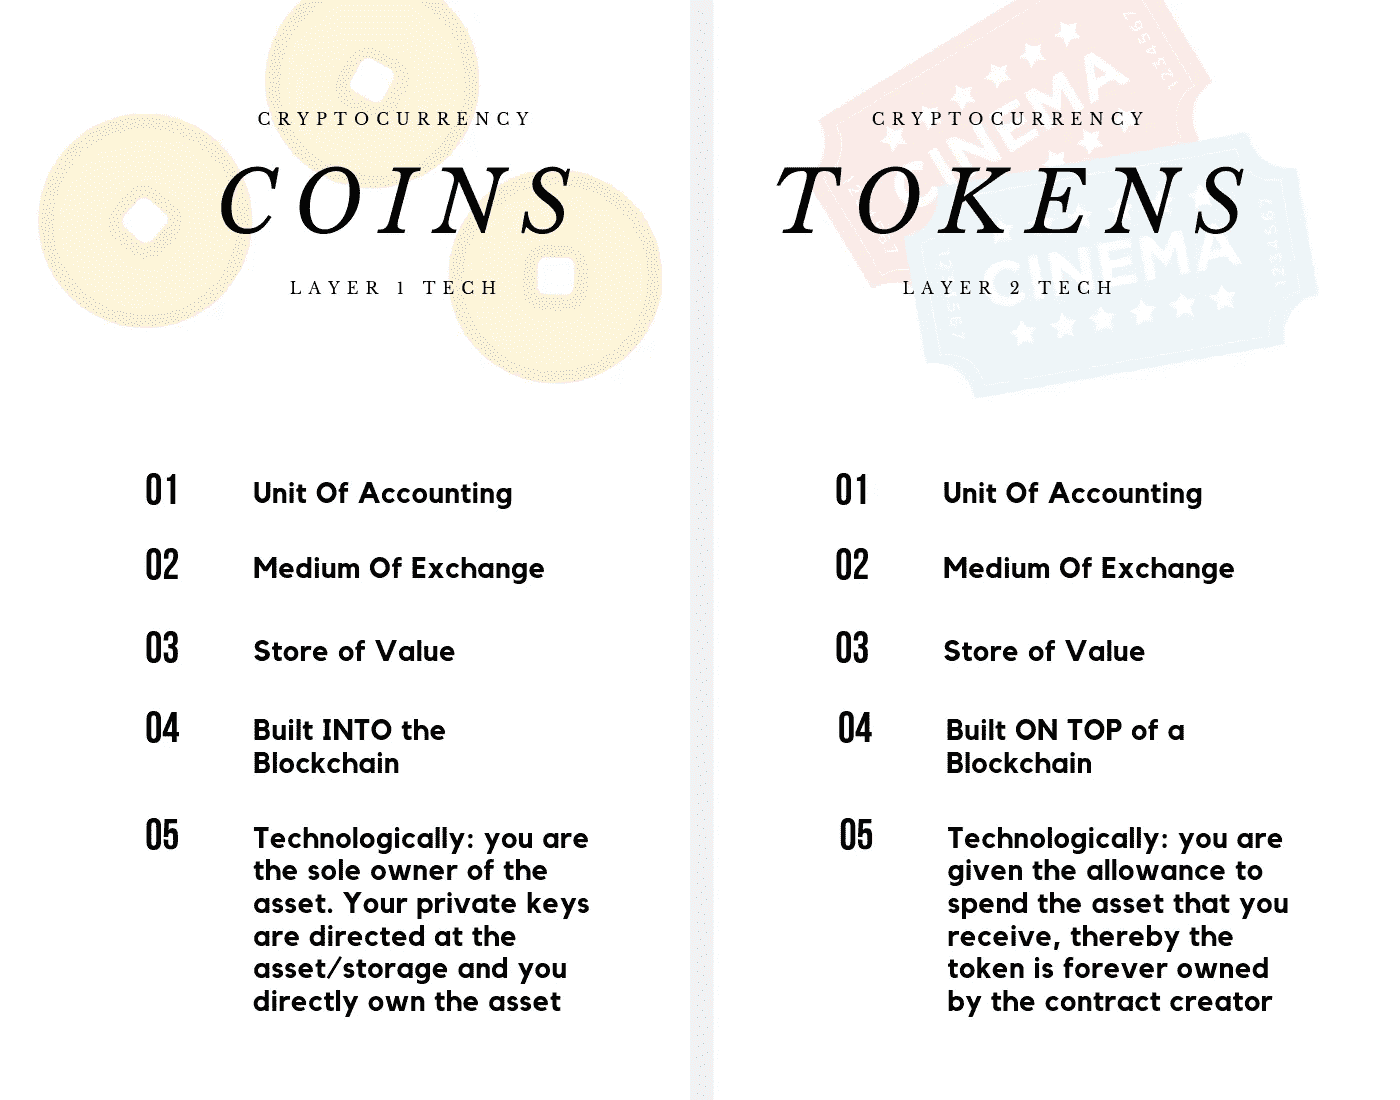 CRYPTOCURRENCY
COINS
LAYER 1 TECH
01 Unit Of Accounting
02 Medium Of Exchange
03 Store of Value
04 Built INTO the
Blockchain
05 Technologically: you are
the sole owner of the
asset. Your private keys
are directed at the
asset/storage and you
directly own the asset
CINEMA
1234567
CINEMA
1234567
1234567
CRYPTOCURRENCY
TOKENS
LAYER 2 TECH
01 Unit Of Accounting
02 Medium Of Exchange
03 Store of Value
04 Built ON TOP of a
Blockchain
05 Technologically: you are
given the allowance to
spend the asset that you
receive, thereby the
token is forever owned
by the contract creator